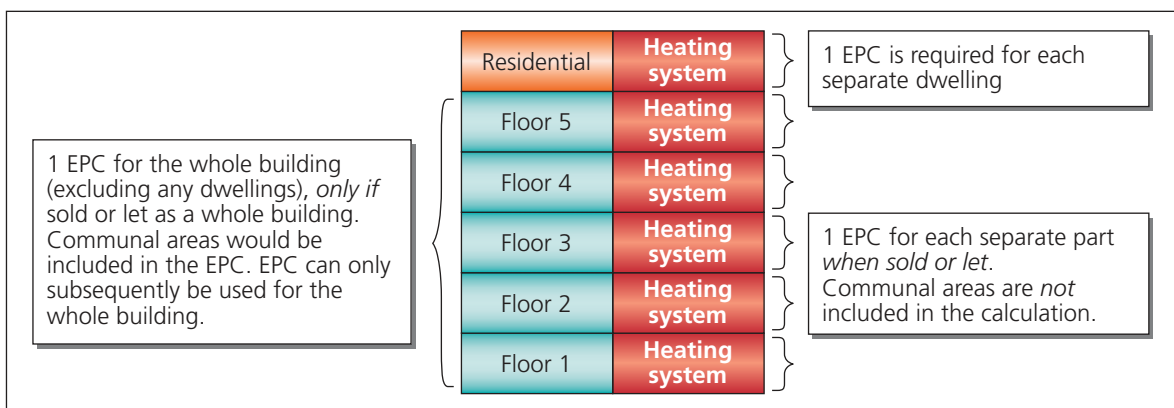 1 EPC for the whole building
(excluding any dwellings), only if
sold or let as a whole building.
Communal areas would be
included in the EPC. EPC can only
subsequently be used for the
whole building.
Residential
Heating
system
Floor 5
Heating
system
Floor 4
Heating
system
Floor 3
Heating
system
Floor 2
Heating
system
Floor 1
Heating
system
1 EPC is required for each
separate dwelling
1 EPC for each separate part
when sold or let.
Communal areas are not
included in the calculation.